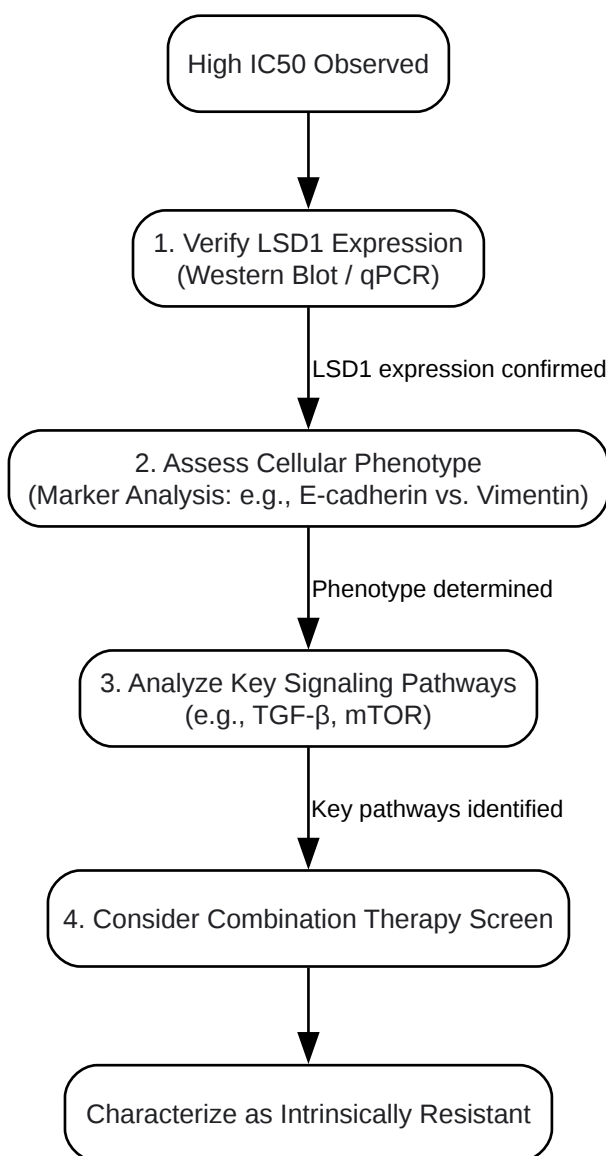 High IC50 Observed
1. Verify LSD1 Expression
(Western Blot / qPCR)
LSD1 expression confirmed
2. Assess Cellular Phenotype
(Marker Analysis: e.g., E-cadherin vs. Vimentin)
Phenotype determined
3. Analyze Key Signaling Pathways
(e.g., TGF-β, mTOR)
Key pathways identified
4. Consider Combination Therapy Screen
Characterize as Intrinsically Resistant